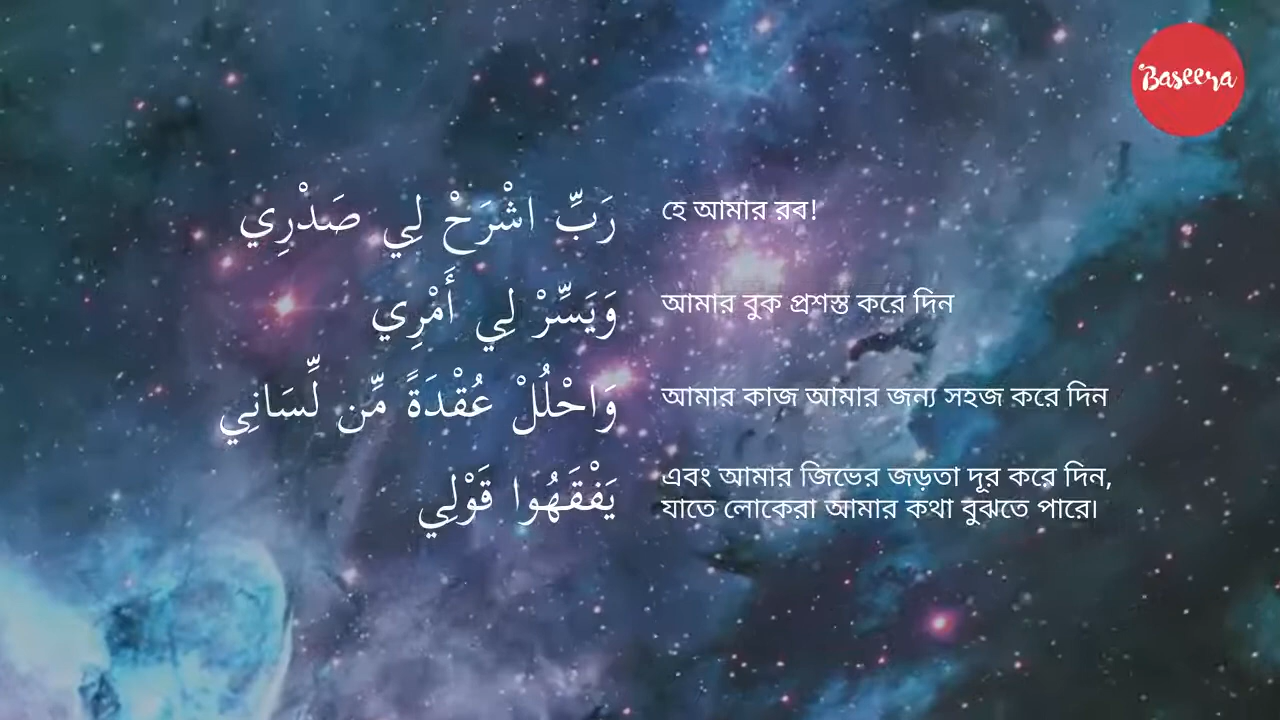 Baseera
رَبِّ اشْرَحْ لِي صَدْرِي
وَيَسِّرْ لِي أَمْرِي
وَاحْلُلْ عُقْدَةً مِّن لِّسَانِي
يَفْقَهُوا قَوْلِي
হে আমার রব!
আমার বুক প্রশস্ত করে দিন
আমার কাজ আমার জন্য সহজ করে দিন
এবং আমার জিভের জড়তা দূর করে দিন,
যাতে লোকেরা আমার কথা বুঝতে পারে।